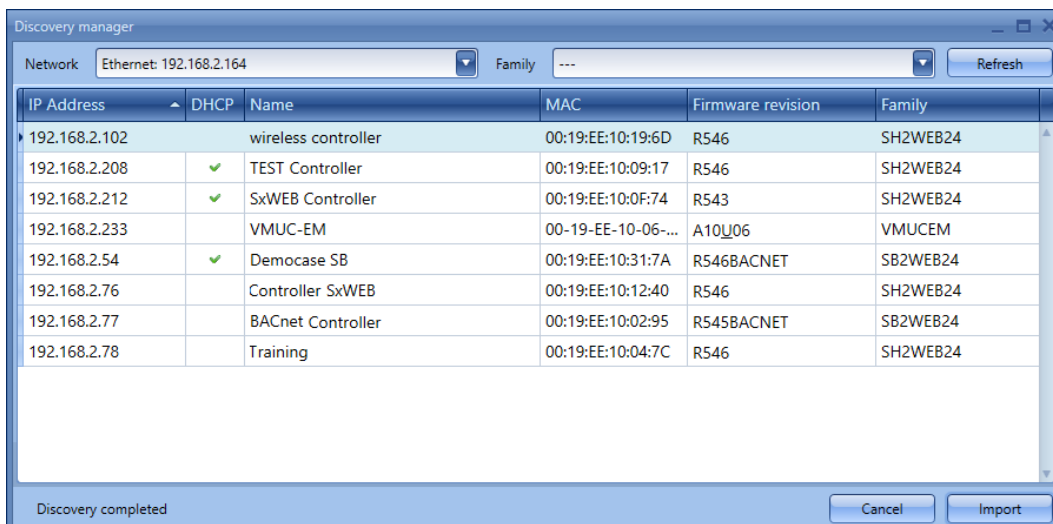 Discovery manager
Network Ethernet: 192.168.2.164 Family --- Refresh
IP Address DHCP Name MAC Firmware revision Family
192.168.2.102 wireless controller 00:19:EE:10:19:6D R546 SH2WEB24
192.168.2.208 TEST Controller 00:19:EE:10:09:17 R546 SH2WEB24
192.168.2.212 SxWEB Controller 00:19:EE:10:0F:74 R543 SH2WEB24
192.168.2.233 VMUC-EM 00-19-EE-10-06-... A10U06 VMUCEM
192.168.2.54 Democase SB 00:19:EE:10:31:7A R546BACNET SB2WEB24
192.168.2.76 Controller SxWEB 00:19:EE:10:12:40 R546 SH2WEB24
192.168.2.77 BACnet Controller 00:19:EE:10:02:95 R545BACNET SB2WEB24
192.168.2.78 Training 00:19:EE:10:04:7C R546 SH2WEB24
Discovery completed Cancel Import